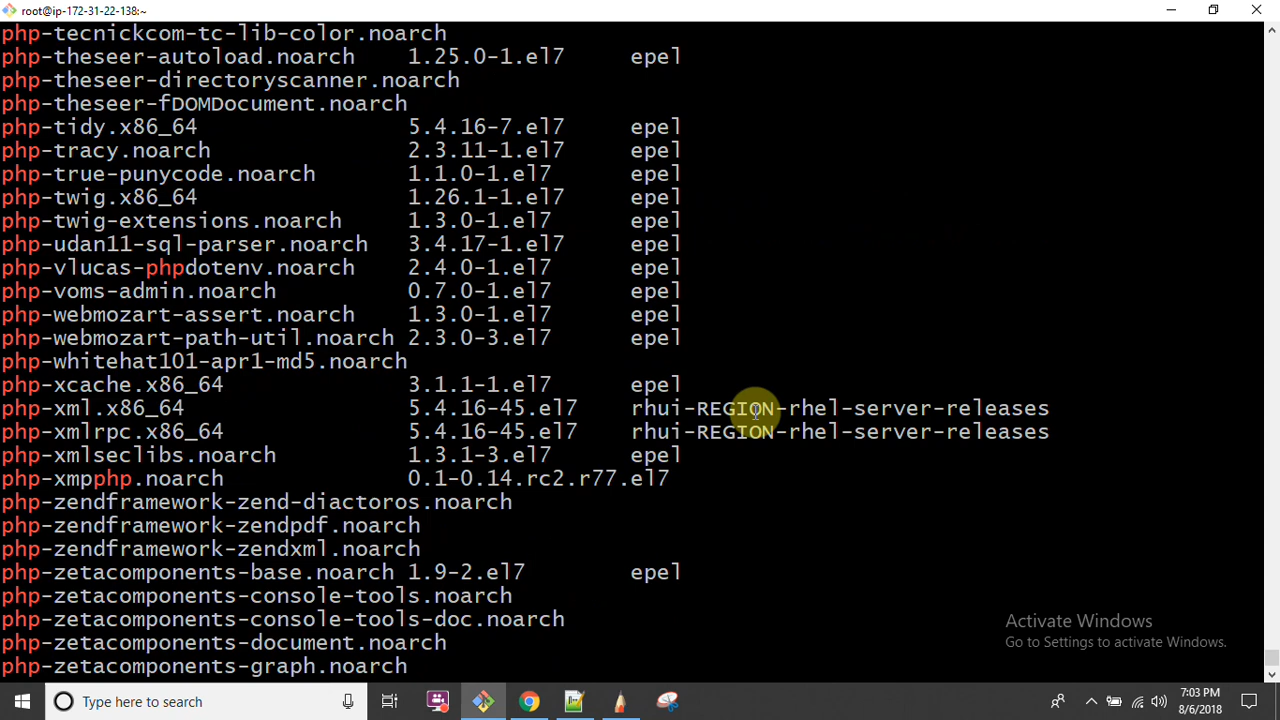 root@ip-172-31-22-138:~
php-tecnickcom-tc-lib-color.noarch
php-theseer-autoload.noarch 1.25.0-1.el7 epel
php-theseer-directoryscanner.noarch
php-theseer-fDOMDocument.noarch
php-tidy.x86_64 5.4.16-7.el7 epel
php-tracy.noarch 2.3.11-1.el7 epel
php-true-punycode.noarch 1.1.0-1.el7 epel
php-twig.x86_64 1.26.1-1.el7 epel
php-twig-extensions.noarch 1.3.0-1.el7 epel
php-udan11-sql-parser.noarch 3.4.17-1.el7 epel
php-vlucas-phpdotenv.noarch 2.4.0-1.el7 epel
php-voms-admin.noarch 0.7.0-1.el7 epel
php-webmozart-assert.noarch 1.3.0-1.el7 epel
php-webmozart-path-util.noarch 2.3.0-3.el7 epel
php-whitehat101-apr1-md5.noarch
php-xcache.x86_64 3.1.1-1.el7 epel
php-xml.x86_64 5.4.16-45.el7 rhui-REGION-rhel-server-releases
php-xmlrpc.x86_64 5.4.16-45.el7 rhui-REGION-rhel-server-releases
php-xmlseclibs.noarch 1.3.1-3.el7 epel
php-xmpphp.noarch 0.1-0.14.rc2.r77.el7
php-zendframework-zend-diactoros.noarch
php-zendframework-zendpdf.noarch
php-zendframework-zendxml.noarch
php-zetacomponents-base.noarch 1.9-2.el7 epel
php-zetacomponents-console-tools.noarch
php-zetacomponents-console-tools-doc.noarch
php-zetacomponents-document.noarch
php-zetacomponents-graph.noarch
Activate Windows
Go to Settings to activate Windows.
Type here to search
7:03 PM
8/6/2018